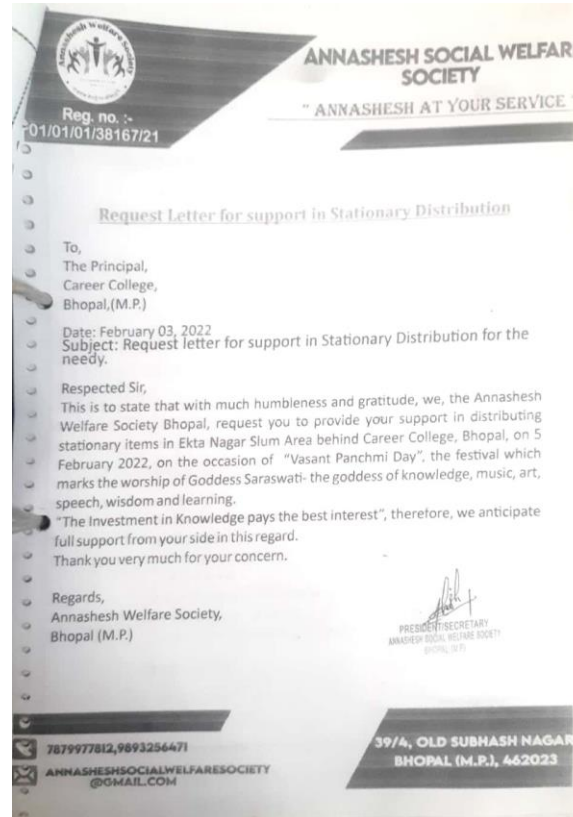 Annashesh Welfare Society
ANNASHESH SOCIAL WELFAR
SOCIETY
" ANNASHESH AT YOUR SERVICE "
Reg. no. :-
01/01/01/38167/21
Request Letter for support in Stationary Distribution
To,
The Principal,
Career College,
Bhopal,(M.P.)
Date: February 03, 2022
Subject: Request letter for support in Stationary Distribution for the
needy.
Respected Sir,
This is to state that with much humbleness and gratitude, we, the Annashesh
Welfare Society Bhopal, request you to provide your support in distributing
stationary items in Ekta Nagar Slum Area behind Career College, Bhopal, on 5
February 2022, on the occasion of "Vasant Panchmi Day", the festival which
marks the worship of Goddess Saraswati- the goddess of knowledge, music, art,
speech, wisdom and learning.
"The Investment in Knowledge pays the best interest", therefore, we anticipate
full support from your side in this regard.
Thank you very much for your concern.
Regards,
Annashesh Welfare Society,
Bhopal (M.P.)
PRESIDENT/SECRETARY
ANNASHESH SOCIAL WELFARE SOCIETY
BHOPAL (M.P.)
7879977812,9893256471
ANNASHESHSOCIALWELFARESOCIETY
@GMAIL.COM
39/4, OLD SUBHASH NAGAR
BHOPAL (M.P.), 462023